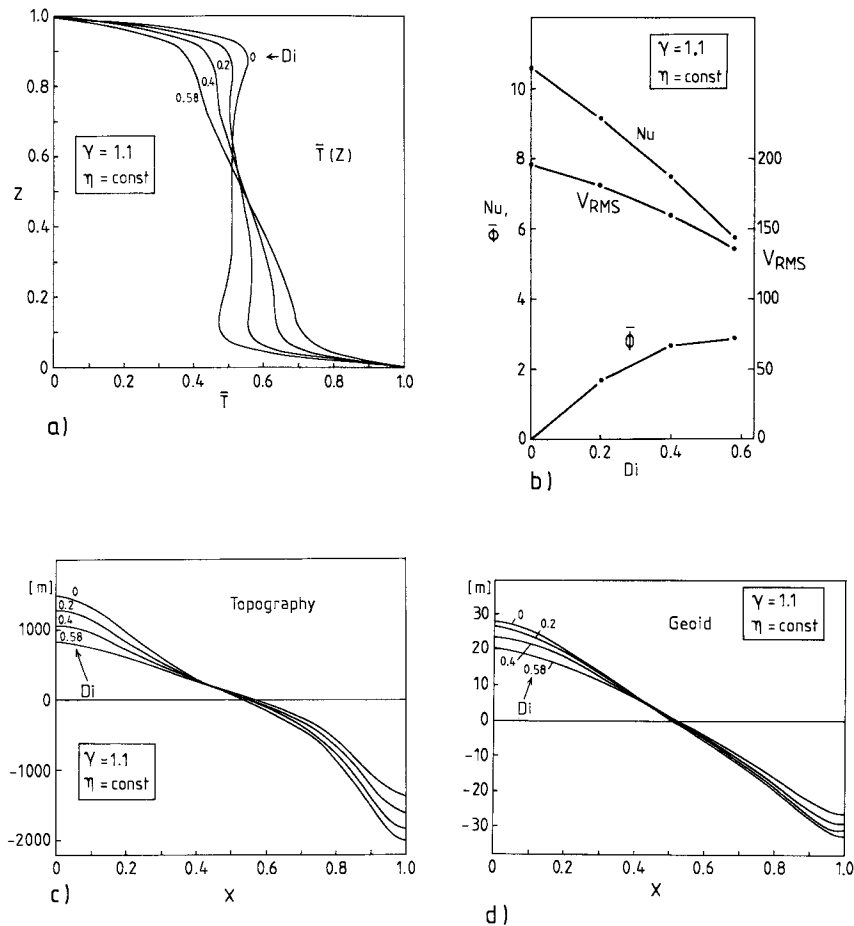 1.0
0.8
0.6
0.4
0.2
0
Z
0
← Di
0.2
0.4
0.58
γ = 1.1
η = const
T̄ (Z)
0 0.2 0.4 0.6 0.8 1.0
T̄
a)
10
8
6
4
2
0
Nu,
Φ̄
γ = 1.1
η = const
Nu
VRMS
Φ̄
200
150
100
50
0
VRMS
0 0.2 0.4 0.6
Di
b)
[m]
1000
0
-1000
-2000
0
0.2
0.4
0.58
Di
Topography
γ = 1.1
η = const
0 0.2 0.4 0.6 0.8 1.0
X
c)
[m]
30
20
10
0
-10
-20
-30
0
0.2
0.4
0.58
Di
Geoid
γ = 1.1
η = const
0 0.2 0.4 0.6 0.8 1.0
X
d)